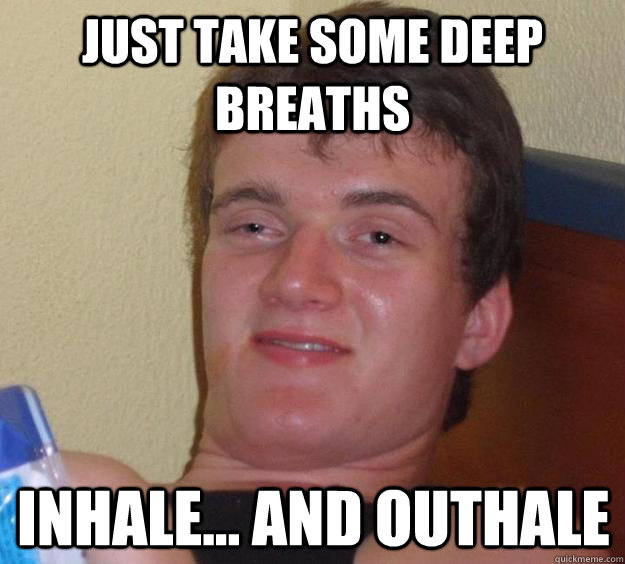 JUST TAKE SOME DEEP
BREATHS
INHALE... AND OUTHALE
quickmeme.com